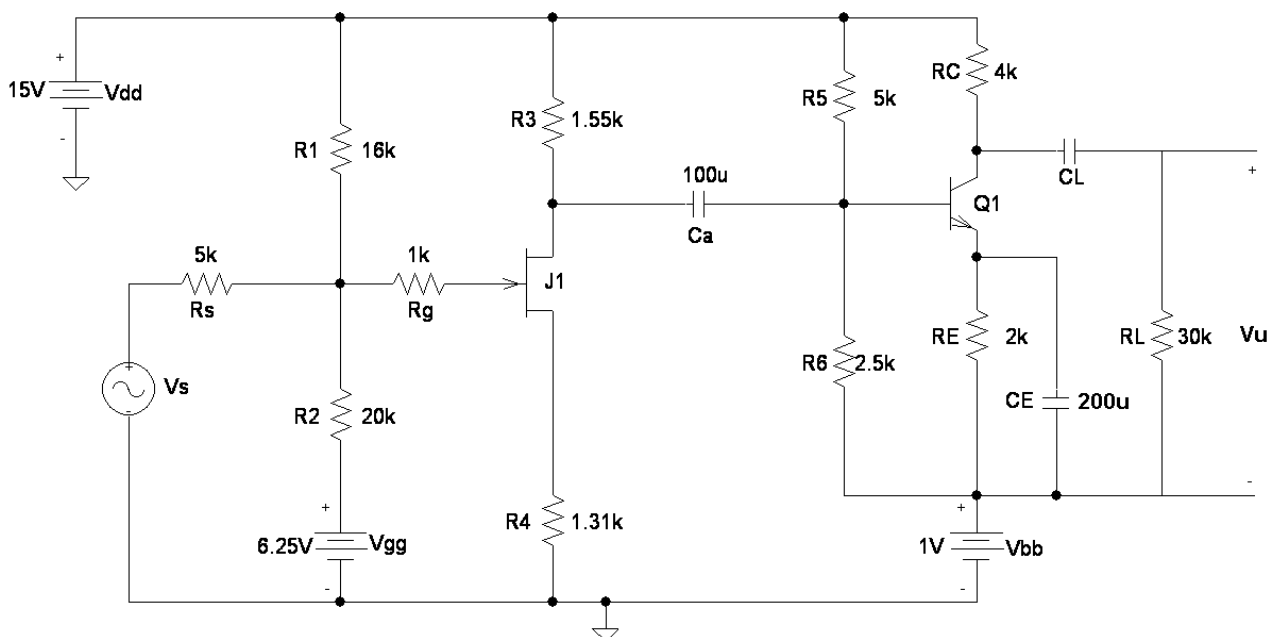 +
15V
Vdd
-
R1
16k
R3
1.55k
R5
5k
RC
4k
100u
Ca
Q1
CL
+
5k
Rs
1k
Rg
J1
+
Vs
-
R2
20k
R6
2.5k
RE
2k
RL
30k
Vu
CE
200u
-
+
6.25V
Vgg
-
R4
1.31k
+
1V
Vbb
-